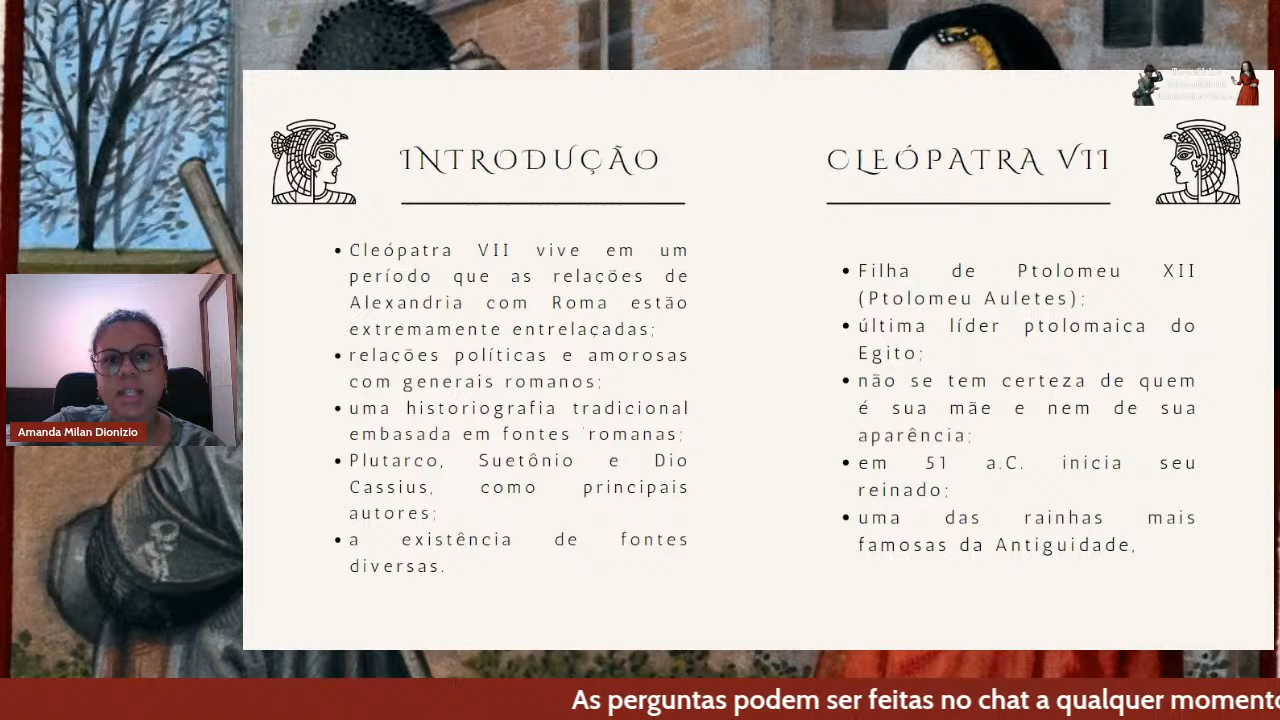 INTRODUÇÃO
Cleópatra VII vive em um
período que as relações de
Alexandria com Roma estão
extremamente entrelaçadas;
relações políticas e amorosas
com generais romanos;
uma historiografia tradicional
embasada em fontes romanas;
Plutarco, Suetônio e Dio
Cassius, como principais
autores;
a existência de fontes
diversas.
CLEÓPATRA VII
Filha de Ptolomeu XII
(Ptolomeu Auletes);
última líder ptolomaica do
Egito;
não se tem certeza de quem
é sua mãe e nem de sua
aparência;
em 51 a.C. inicia seu
reinado;
uma das rainhas mais
famosas da Antiguidade,
Amanda Milan Dionizio
As perguntas podem ser feitas no chat a qualquer momento